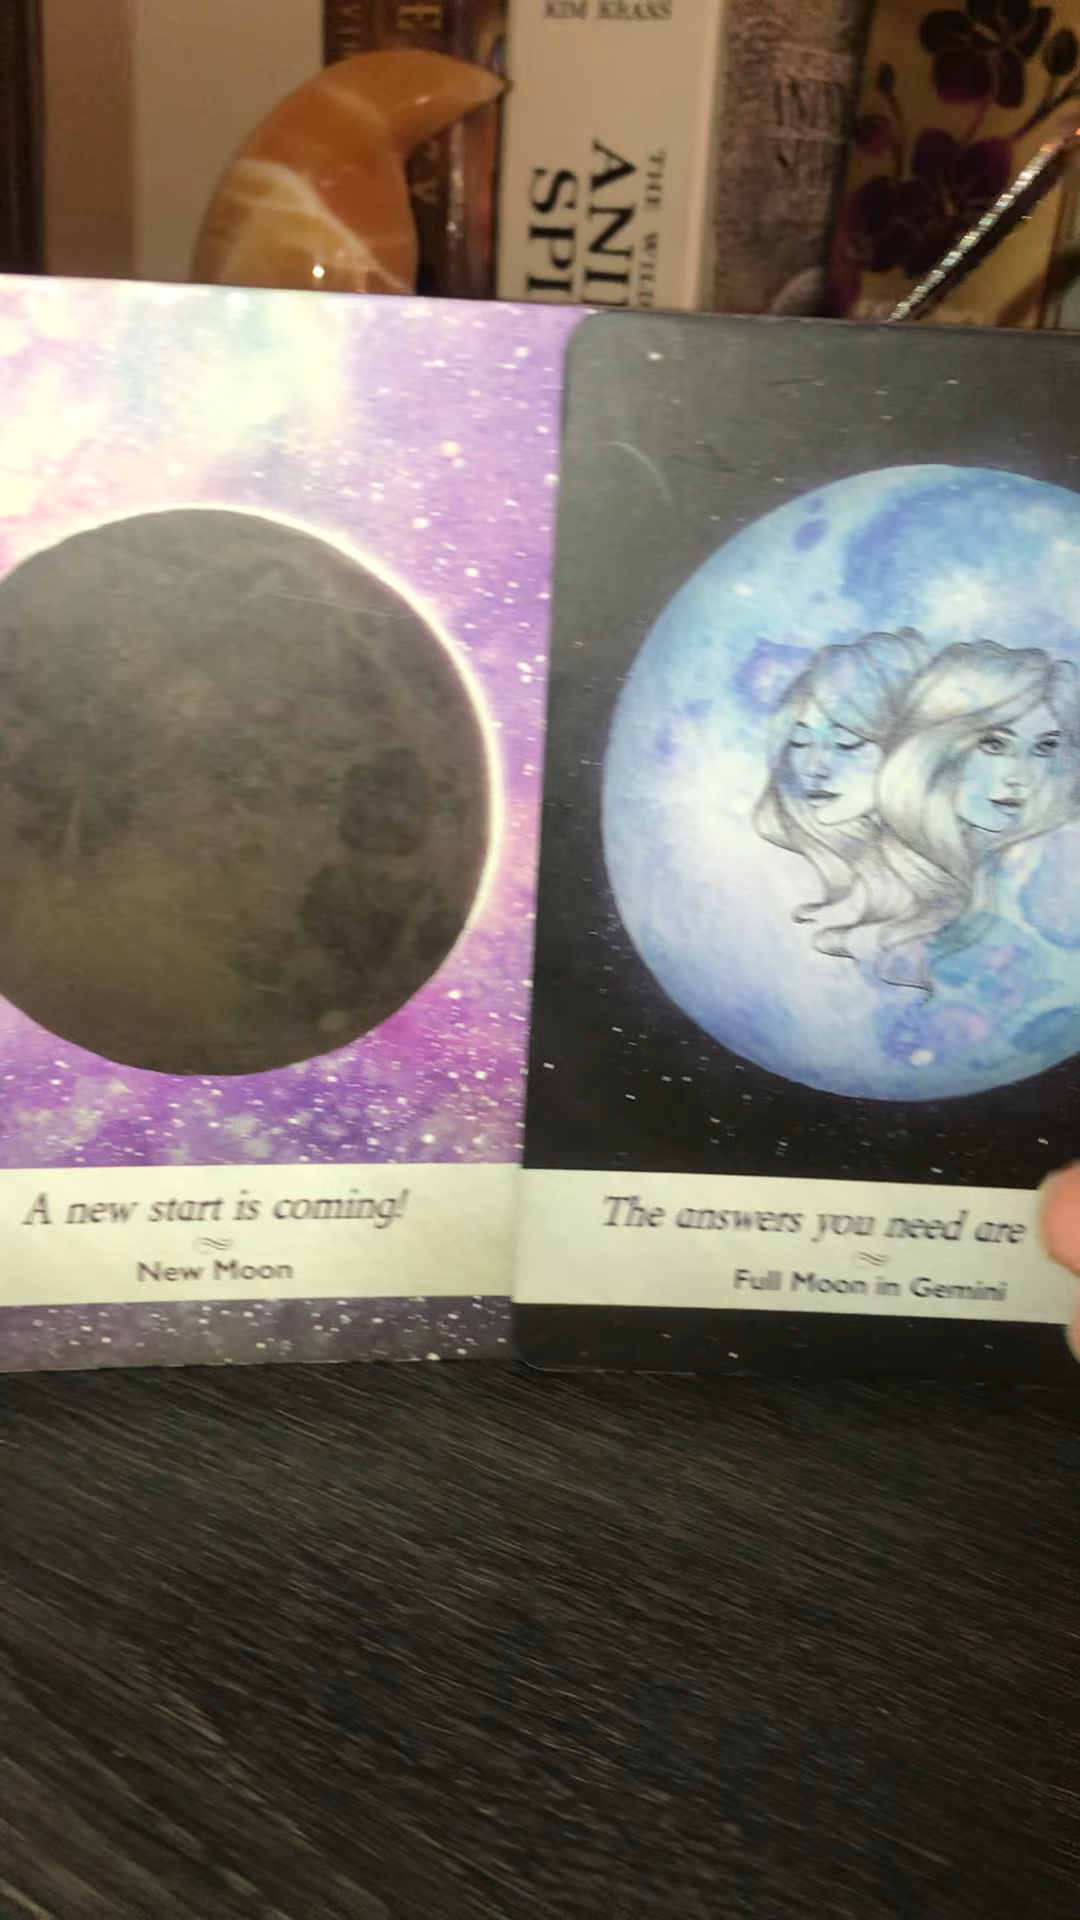 KIM KRANS
THE WILD
ANI
SPI
A new start is coming!
New Moon
The answers you need are
Full Moon in Gemini